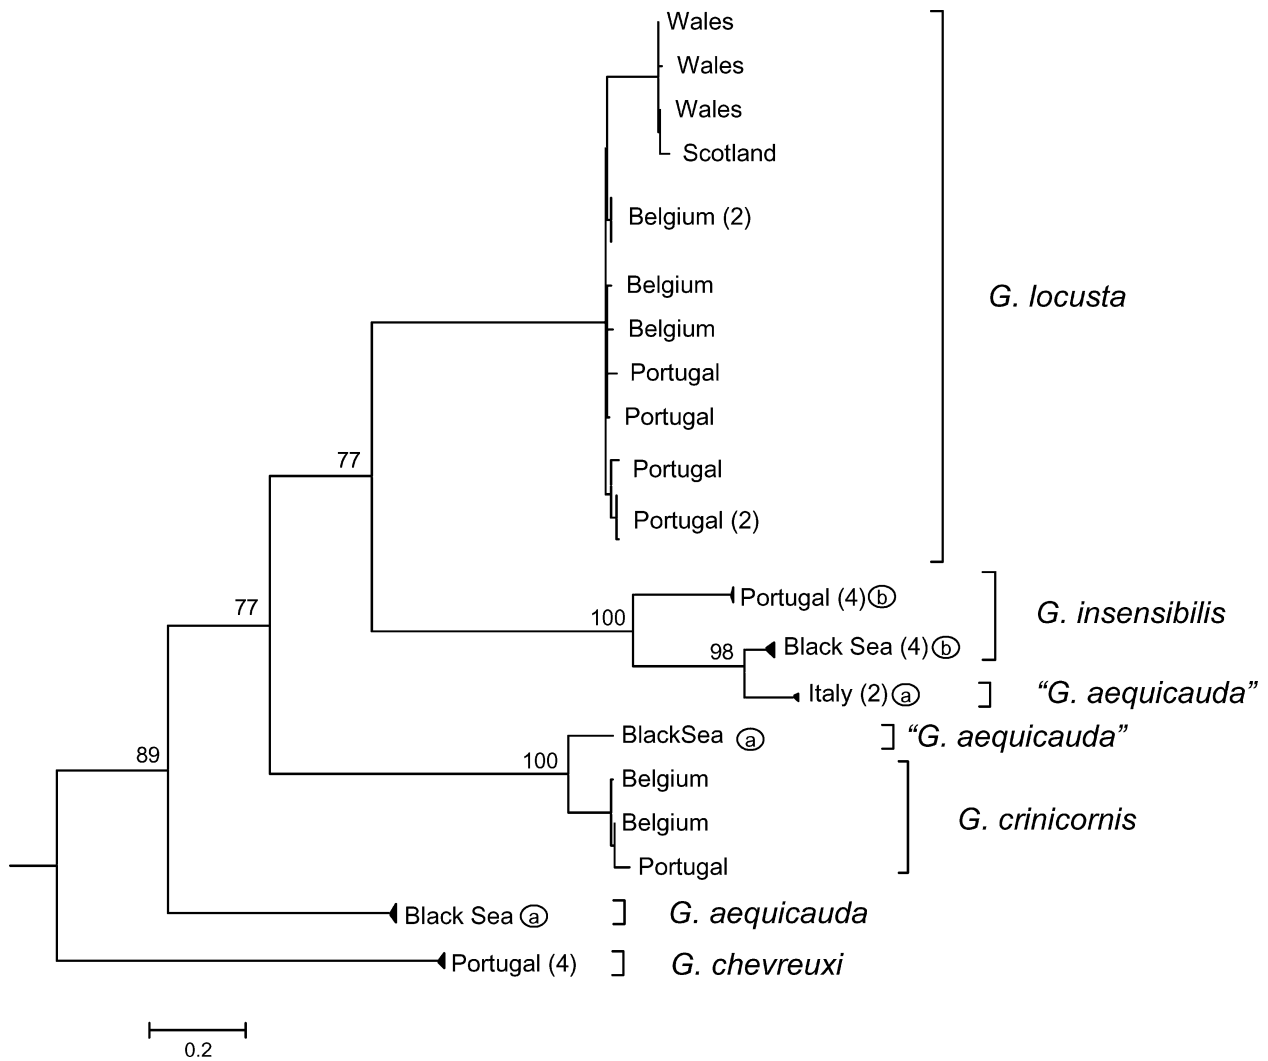 Wales
Wales
Wales
Scotland
Belgium (2)
Belgium
G. locusta
Belgium
Portugal
Portugal
77
Portugal
Portugal (2)
Portugal (4) b
100
G. insensibilis
77
98
Black Sea (4) b
Italy (2) a
“G. aequicauda”
BlackSea a
“G. aequicauda”
89
100
Belgium
Belgium
G. crinicornis
Portugal
Black Sea a
G. aequicauda
Portugal (4)
G. chevreuxi
0.2